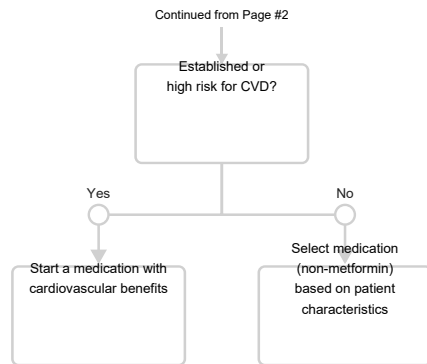 Continued from Page #2
Established or
high risk for CVD?
Yes
No
Start a medication with
cardiovascular benefits
Select medication
(non-metformin)
based on patient
characteristics